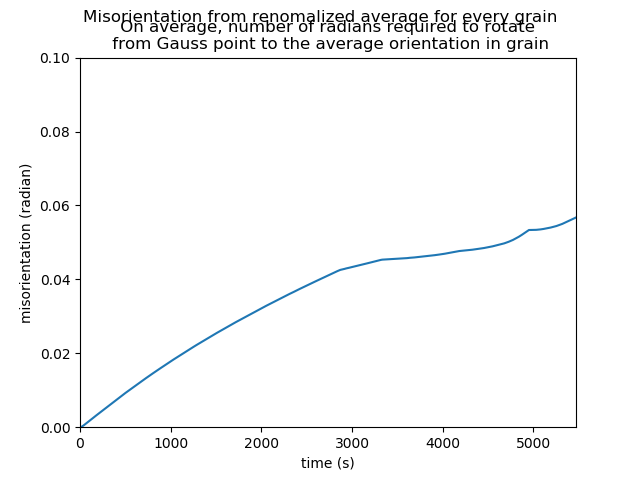 Misorientation from renomalized average for every grain
On average, number of radians required to rotate
from Gauss point to the average orientation in grain
0.10
0.08
0.06
0.04
0.02
0.00
misorientation (radian)
0 1000 2000 3000 4000 5000
time (s)